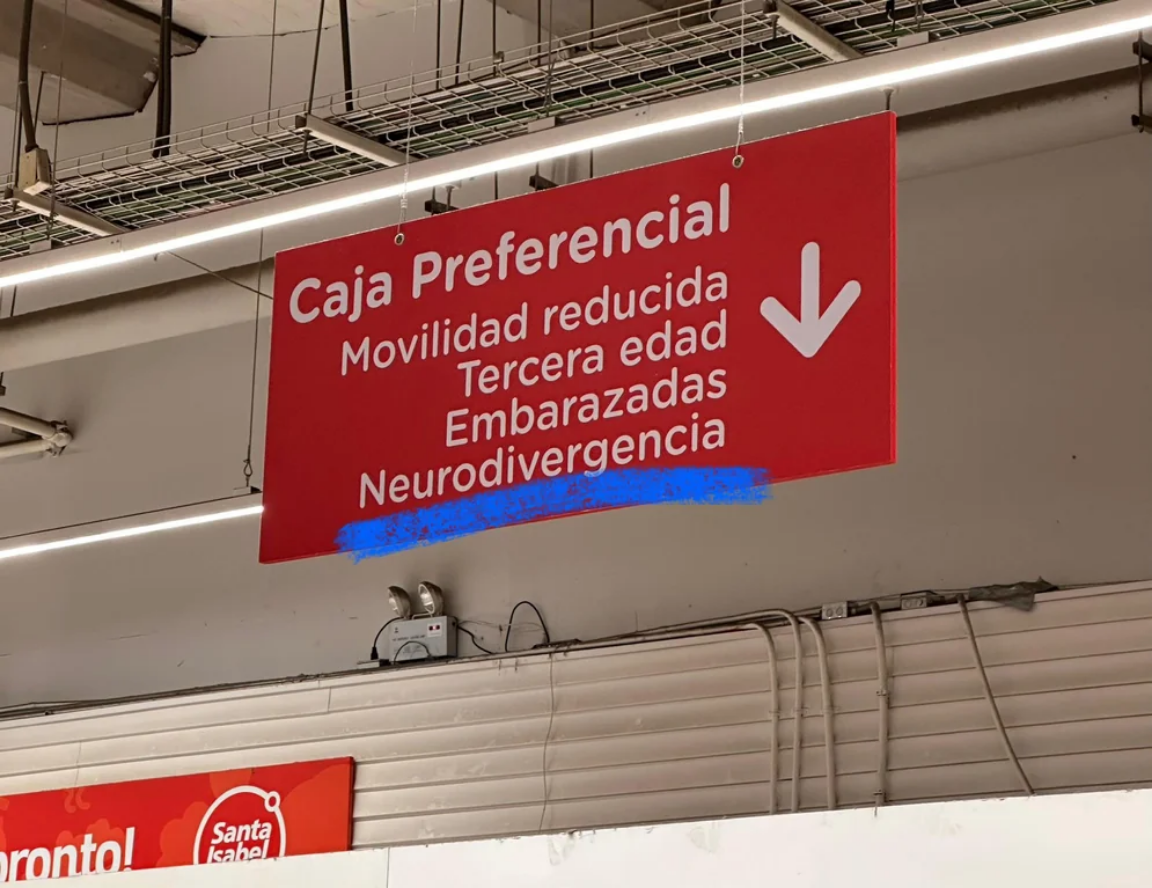 Caja Preferencial
Movilidad reducida
Tercera edad
Embarazadas
Neurodivergencia
pronto!
Santa
Isabel